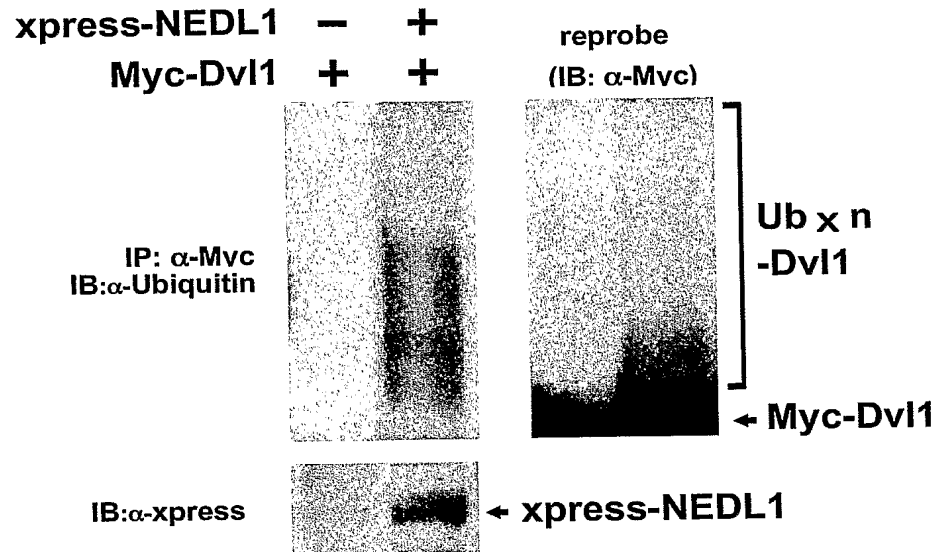 xpress-NEDL1 − +
Myc-Dvl1 + +
reprobe
(IB: α-Mvc)
IP: α-Mvc
IB:α-Ubiquitin
Ub x n
-Dvl1
Myc-Dvl1
IB:α-xpress
xpress-NEDL1